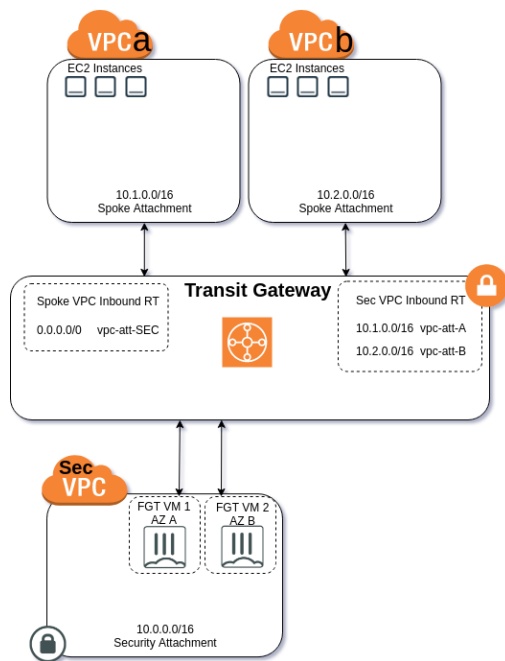 VPCa
VPCb
EC2 Instances
EC2 Instances
10.1.0.0/16
Spoke Attachment
10.2.0.0/16
Spoke Attachment
Transit Gateway
Spoke VPC Inbound RT
0.0.0.0/0 vpc-att-SEC
Sec VPC Inbound RT
10.1.0.0/16 vpc-att-A
10.2.0.0/16 vpc-att-B
Sec
VPC
FGT VM 1
AZ A
FGT VM 2
AZ B
10.0.0.0/16
Security Attachment